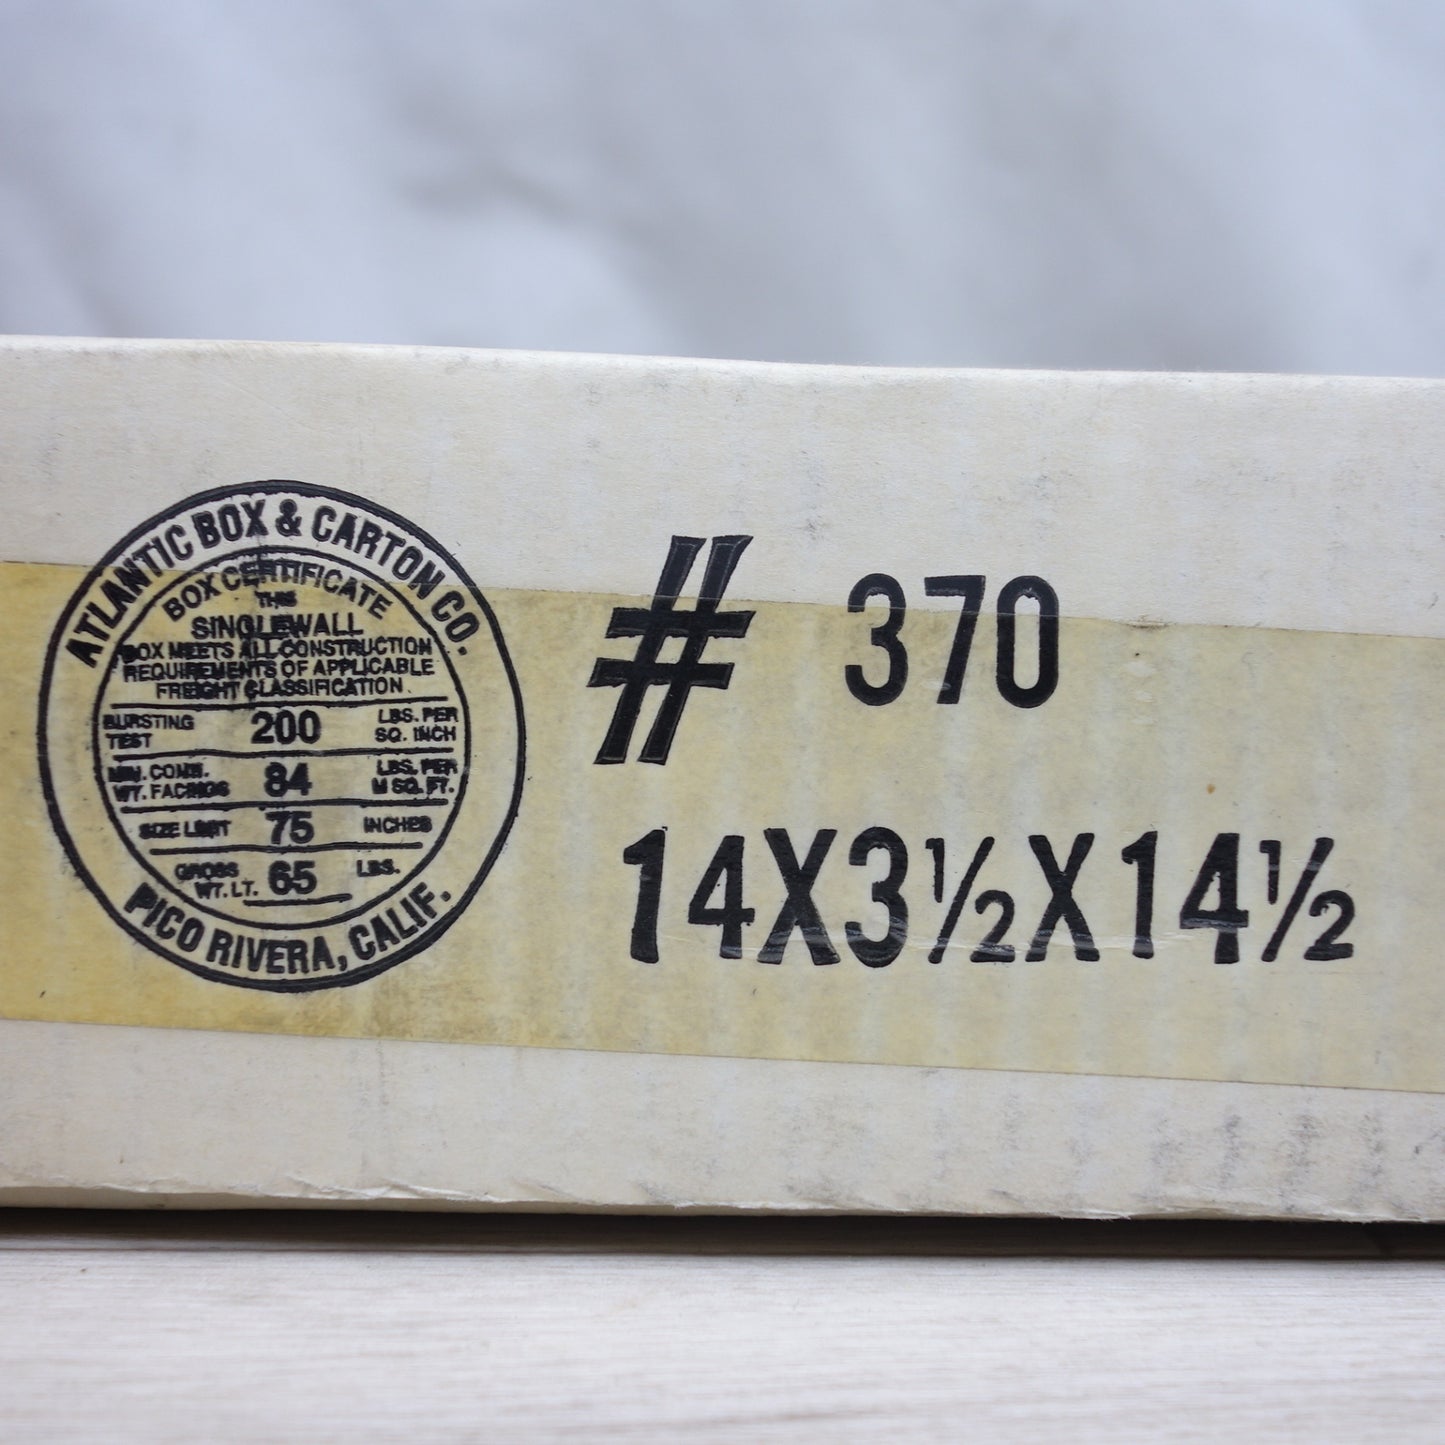 ATLANTIC BOX & CARTON CO.
BOX CERTIFICATE
THIS
SINGLEWALL
BOX MEETS ALL CONSTRUCTION
REQUIREMENTS OF APPLICABLE
FREIGHT CLASSIFICATION.
BURSTING TEST 200 LBS. PER SQ. INCH
MIN. COMB. WT. FACINGS 84 LBS. PER M SQ. FT.
SIZE LIMIT 75 INCHES
GROSS WT. LT. 65 LBS.
PICO RIVERA, CALIF.
# 370
14X3½X14½